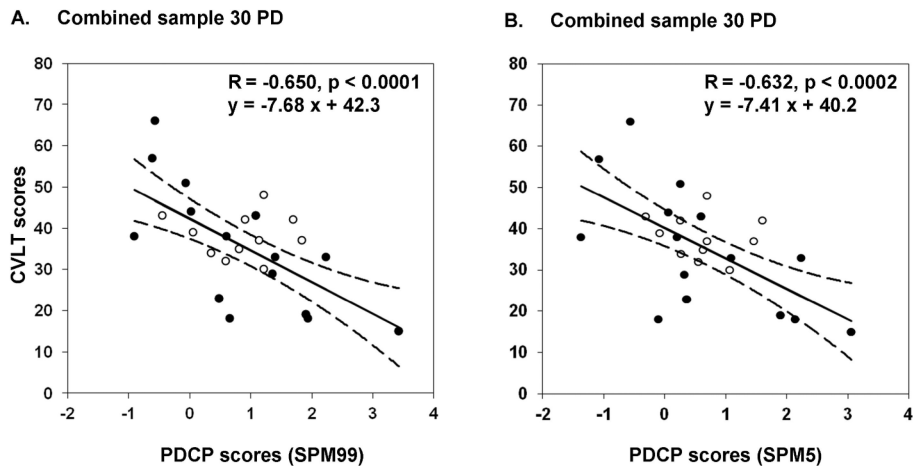 A. Combined sample 30 PD
R = -0.650, p < 0.0001
y = -7.68 x + 42.3
CVLT scores
80
70
60
50
40
30
20
10
0
-2 -1 0 1 2 3 4
PDCP scores (SPM99)
B. Combined sample 30 PD
R = -0.632, p < 0.0002
y = -7.41 x + 40.2
80
70
60
50
40
30
20
10
0
-2 -1 0 1 2 3 4
PDCP scores (SPM5)